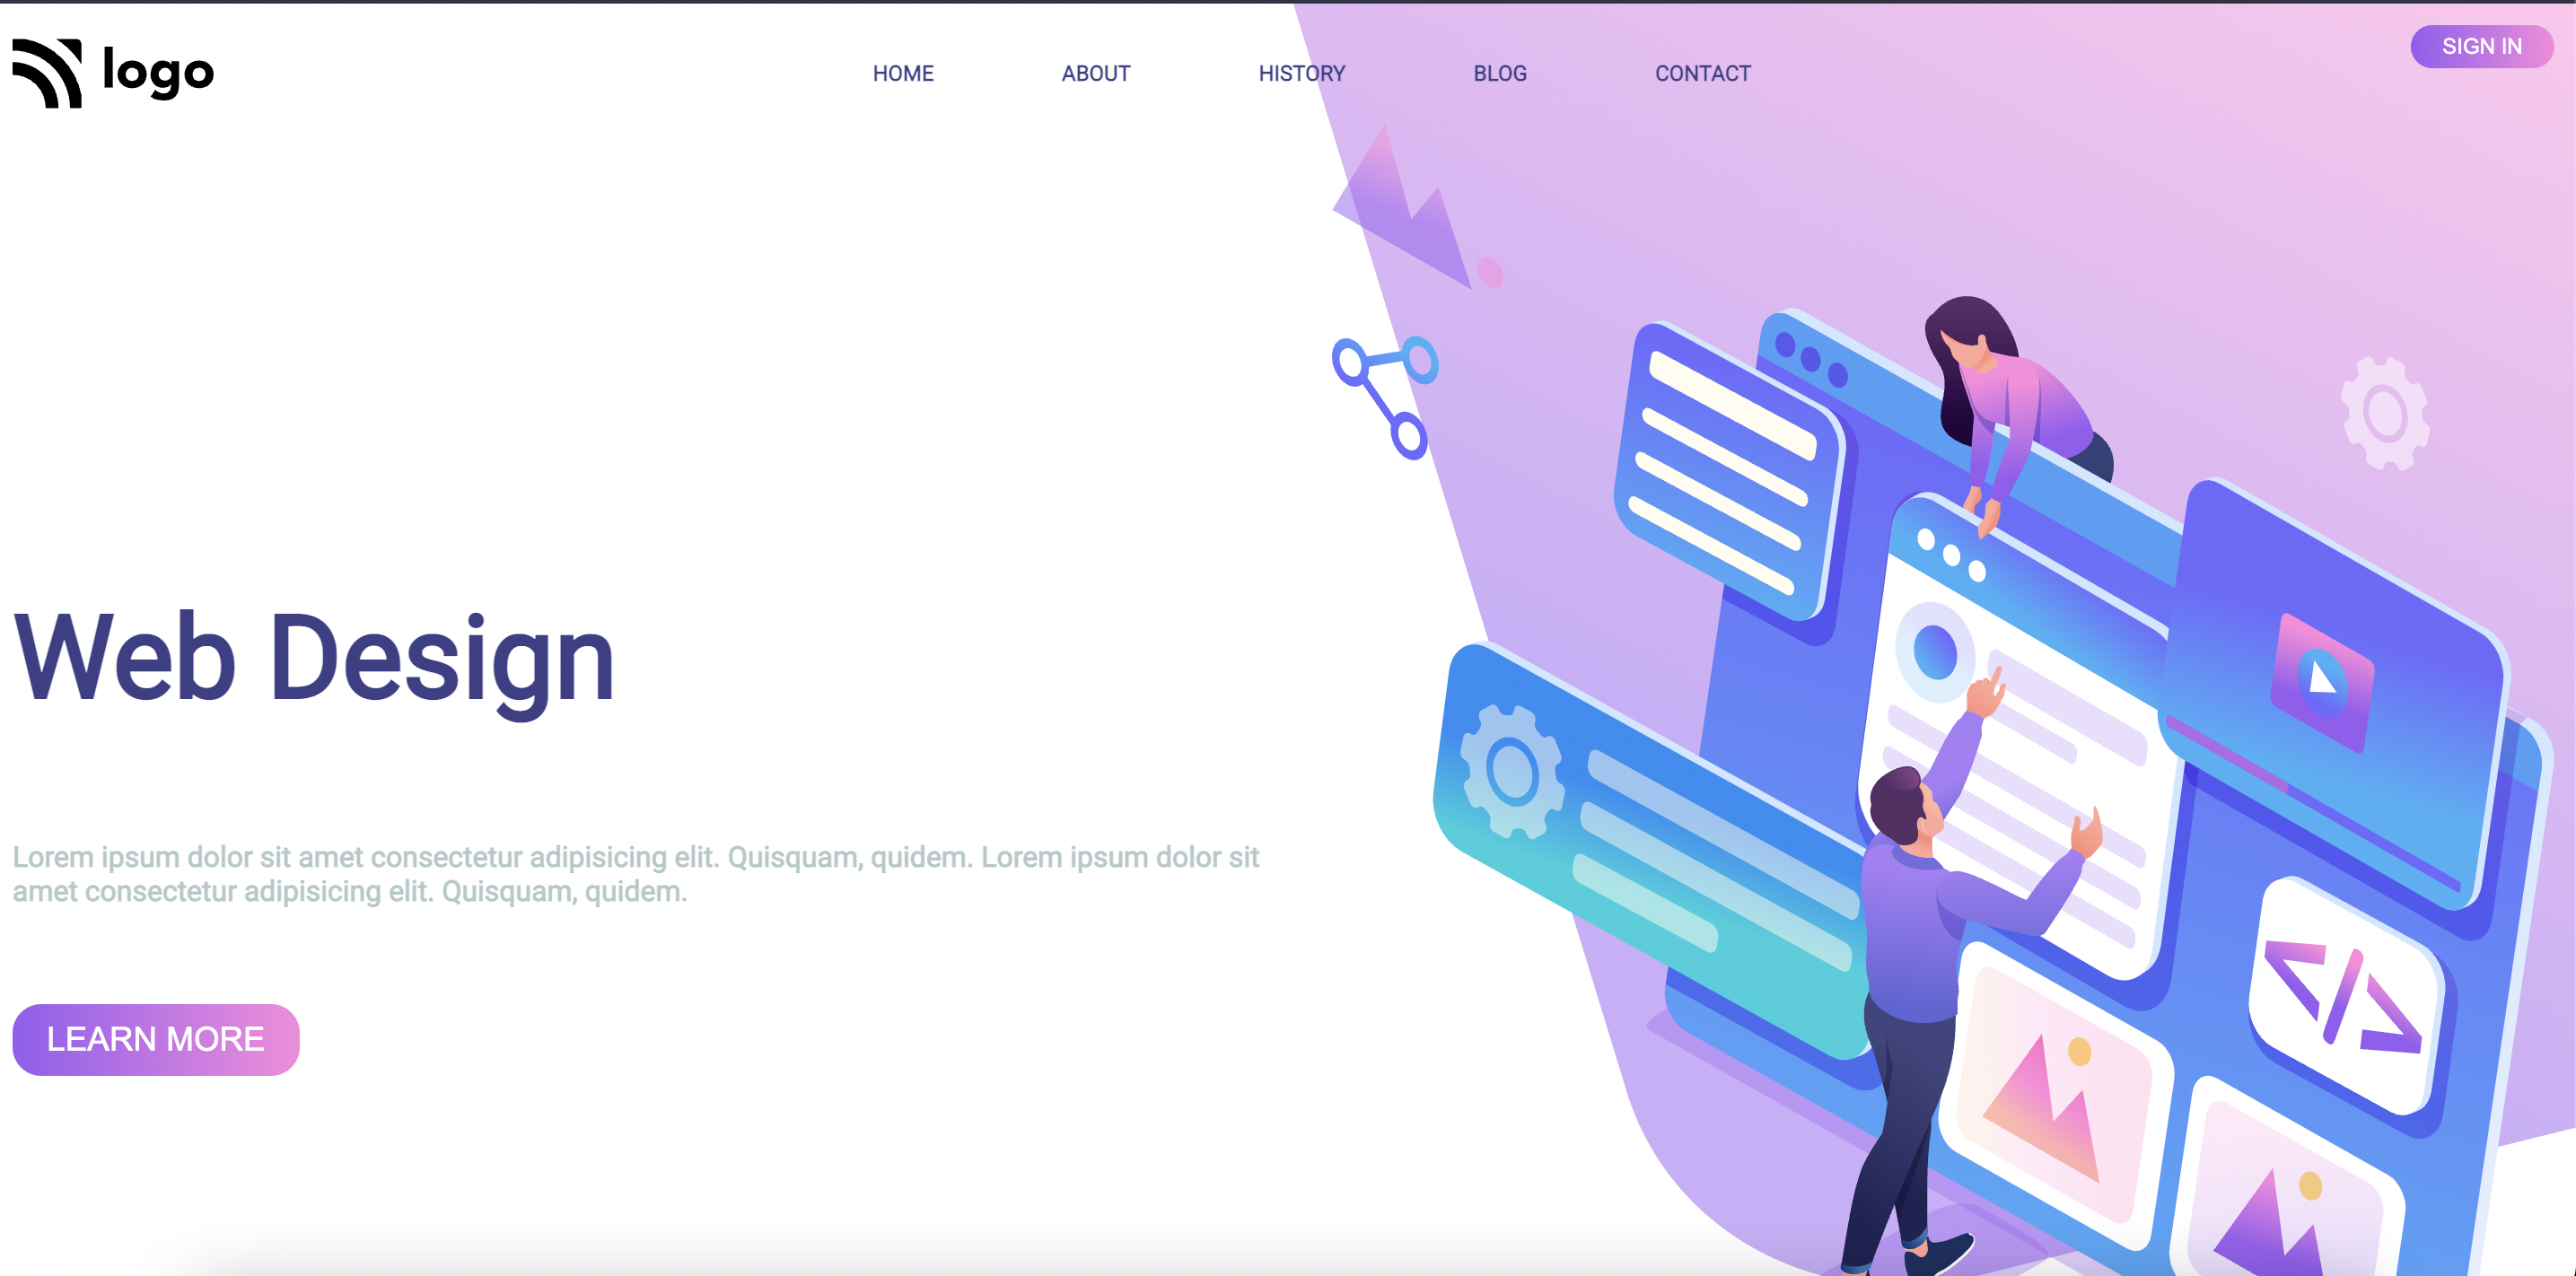 logo
HOME ABOUT HISTORY BLOG CONTACT
SIGN IN
Web Design
Lorem ipsum dolor sit amet consectetur adipisicing elit. Quisquam, quidem. Lorem ipsum dolor sit
amet consectetur adipisicing elit. Quisquam, quidem.
LEARN MORE
</>